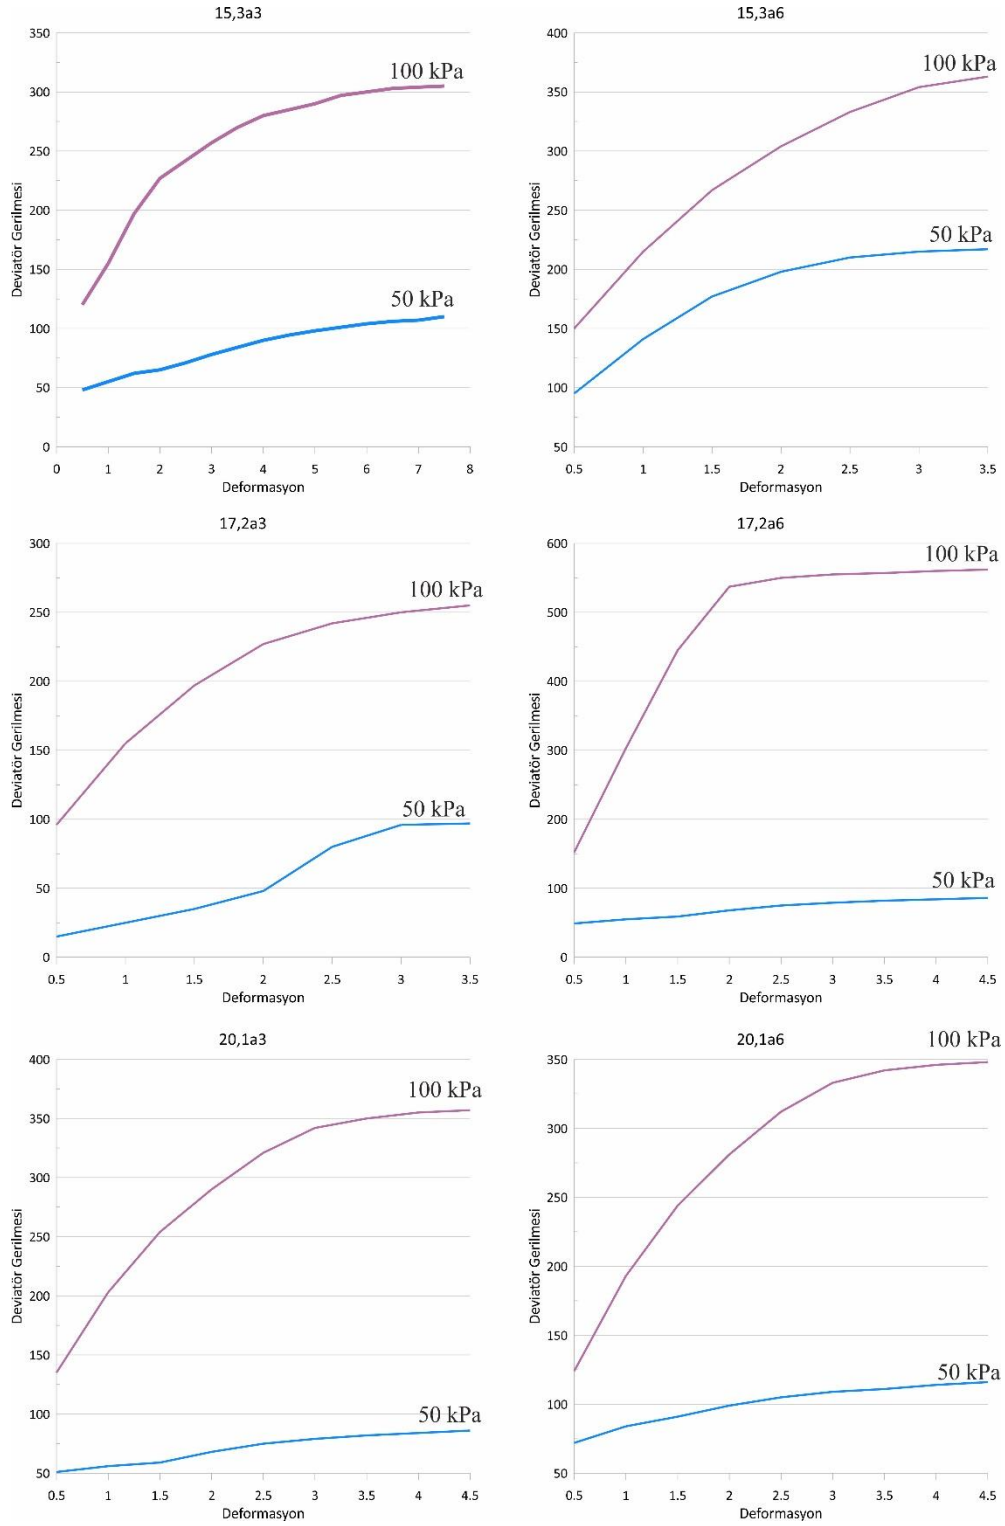 15,3a3
350
300
250
200
150
100
50
0
0 1 2 3 4 5 6 7 8
Deviatör Gerilmesi
Deformasyon
100 kPa
50 kPa
15,3a6
400
350
300
250
200
150
100
50
0.5 1 1.5 2 2.5 3 3.5
Deviatör Gerilmesi
Deformasyon
100 kPa
50 kPa
17,2a3
300
250
200
150
100
50
0
0.5 1 1.5 2 2.5 3 3.5
Deviatör Gerilmesi
Deformasyon
100 kPa
50 kPa
17,2a6
600
500
400
300
200
100
0
0.5 1 1.5 2 2.5 3 3.5 4 4.5
Deviatör Gerilmesi
Deformasyon
100 kPa
50 kPa
20,1a3
400
350
300
250
200
150
100
50
0.5 1 1.5 2 2.5 3 3.5 4 4.5
Deviatör Gerilmesi
Deformasyon
100 kPa
50 kPa
20,1a6
350
300
250
200
150
100
50
0.5 1 1.5 2 2.5 3 3.5 4 4.5
Deviatör Gerilmesi
Deformasyon
100 kPa
50 kPa